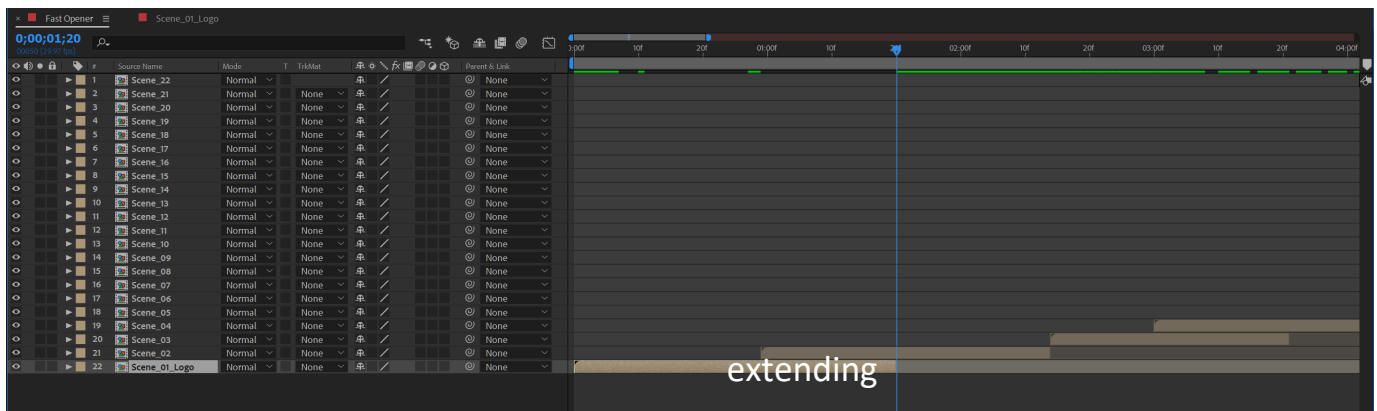 × Fast Opener ≡ Scene_01_Logo
0;00;01;20
00050 (29.97 fps)
0:00f 10f 20f 01:00f 10f 02:00f 10f 20f 03:00f 10f 20f 04:00f
# Source Name Mode T TrkMat fx Parent & Link
1 Scene_22 Normal None
2 Scene_21 Normal None None
3 Scene_20 Normal None None
4 Scene_19 Normal None None
5 Scene_18 Normal None None
6 Scene_17 Normal None None
7 Scene_16 Normal None None
8 Scene_15 Normal None None
9 Scene_14 Normal None None
10 Scene_13 Normal None None
11 Scene_12 Normal None None
12 Scene_11 Normal None None
13 Scene_10 Normal None None
14 Scene_09 Normal None None
15 Scene_08 Normal None None
16 Scene_07 Normal None None
17 Scene_06 Normal None None
18 Scene_05 Normal None None
19 Scene_04 Normal None None
20 Scene_03 Normal None None
21 Scene_02 Normal None None
22 Scene_01_Logo Normal None None
extending